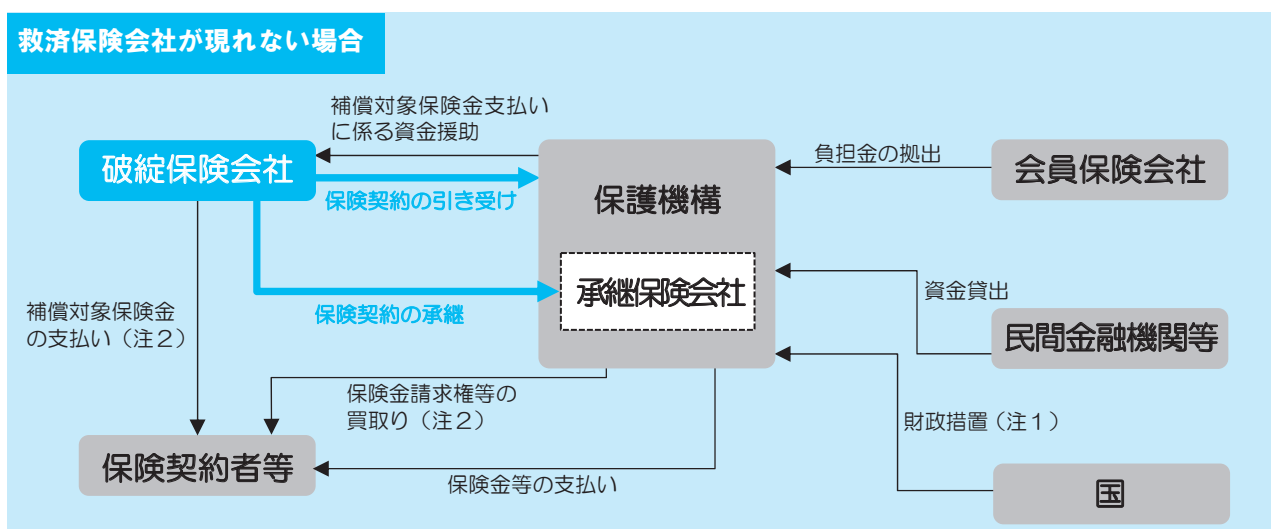 救済保険会社が現れない場合
補償対象保険金支払い
に係る資金援助
破綻保険会社
保険契約の引き受け
保護機構
負担金の拠出
会員保険会社
承継保険会社
保険契約の承継
資金貸出
民間金融機関等
補償対象保険金
の支払い（注２）
保険金請求権等の
買取り（注２）
財政措置（注１）
保険契約者等
保険金等の支払い
国